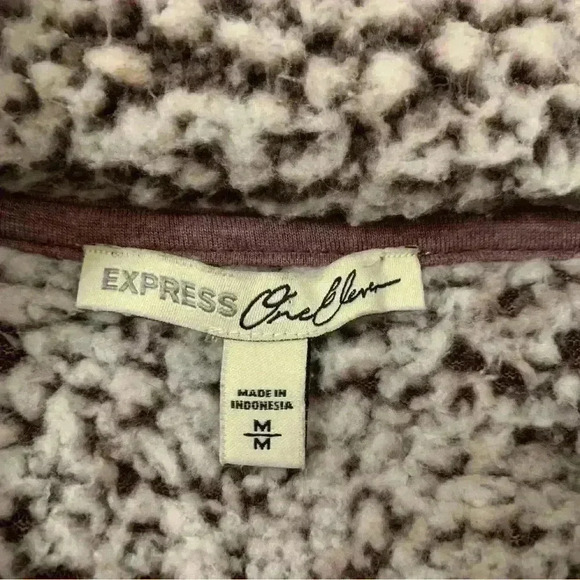 EXPRESS One Eleven
MADE IN
INDONESIA
M
M